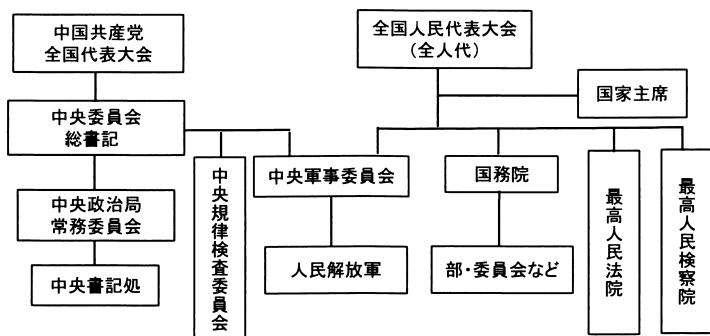 中国共産党
全国代表大会
全国人民代表大会
(全人代)
国家主席
中央委員会
総書記
中央規律検査委員会
中央軍事委員会
国務院
最高人民法院
最高人民検察院
中央政治局
常務委員会
人民解放軍
部・委員会など
中央書記処